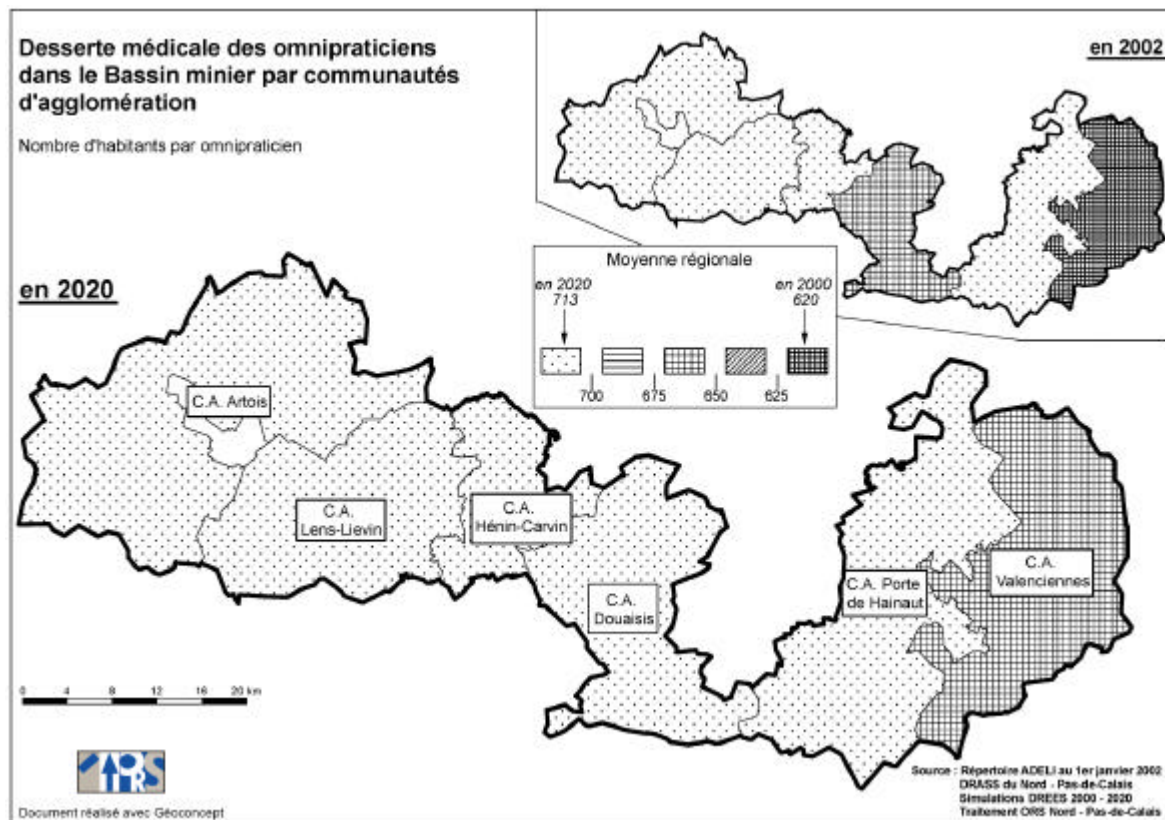 Desserte médicale des omnipraticiens
dans le Bassin minier par communautés
d'agglomération
Nombre d'habitants par omnipraticien
en 2002
Moyenne régionale
en 2020
713
en 2000
620
700
675
650
625
en 2020
C.A. Artois
C.A.
Lens-Lievin
C.A.
Hénin-Carvin
C.A.
Douaisis
C.A. Porte
de Hainaut
C.A.
Valenciennes
0 4 8 12 16 20 km
Document réalisé avec Géoconcept
Source : Répertoire ADELI au 1er janvier 2002
DRASS du Nord - Pas-de-Calais
Simulations DREES 2000 - 2020
Traitement ORS Nord - Pas-de-Calais